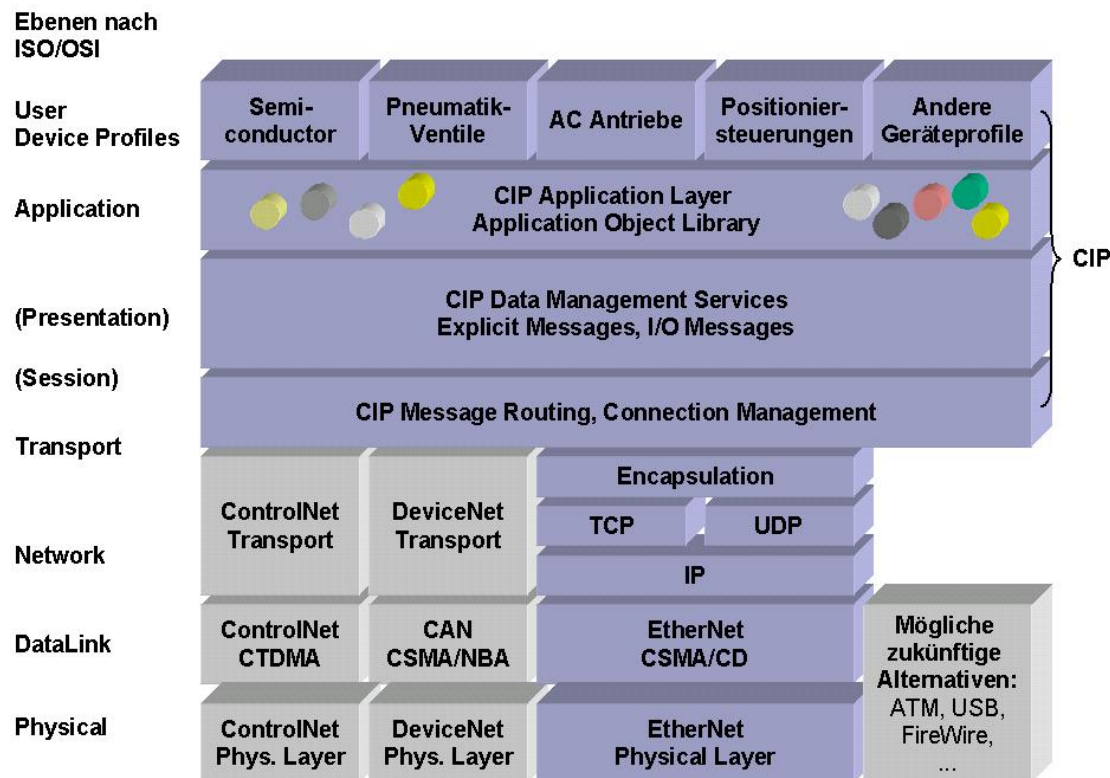 Ebenen nach
ISO/OSI
User
Device Profiles
Semi-
conductor
Pneumatik-
Ventile
AC Antriebe
Positionier-
steuerungen
Andere
Geräteprofile
Application
CIP Application Layer
Application Object Library
CIP
(Presentation)
CIP Data Management Services
Explicit Messages, I/O Messages
(Session)
CIP Message Routing, Connection Management
Transport
Encapsulation
ControlNet
Transport
DeviceNet
Transport
TCP
UDP
Network
IP
DataLink
ControlNet
CTDMA
CAN
CSMA/NBA
EtherNet
CSMA/CD
Mögliche
zukünftige
Alternativen:
ATM, USB,
FireWire,
...
Physical
ControlNet
Phys. Layer
DeviceNet
Phys. Layer
EtherNet
Physical Layer